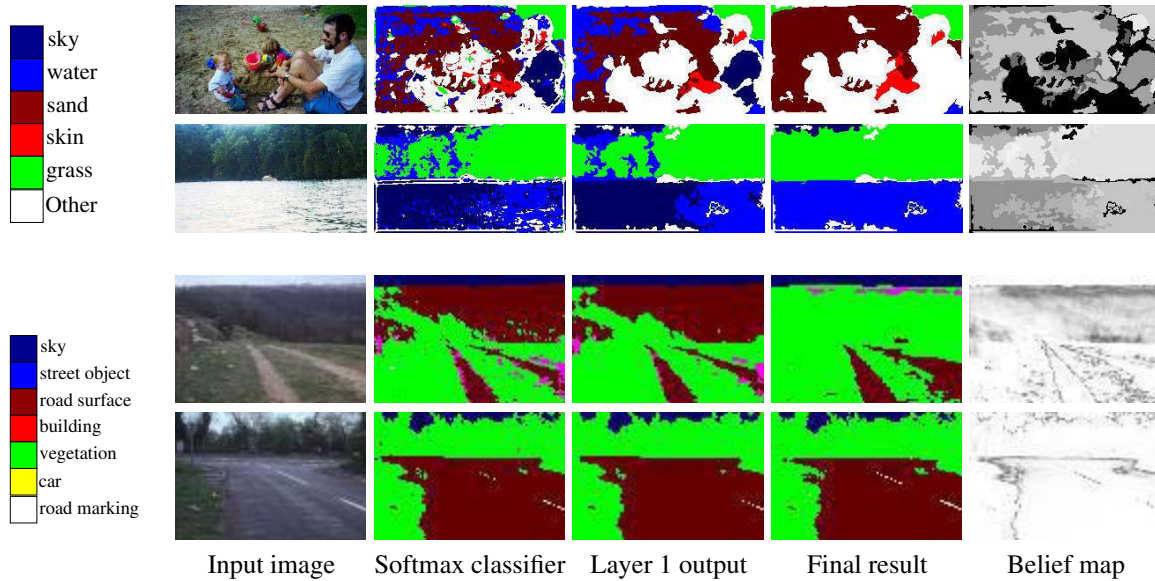 sky
water
sand
skin
grass
Other
sky
street object
road surface
building
vegetation
car
road marking
Input image Softmax classifier Layer 1 output Final result Belief map